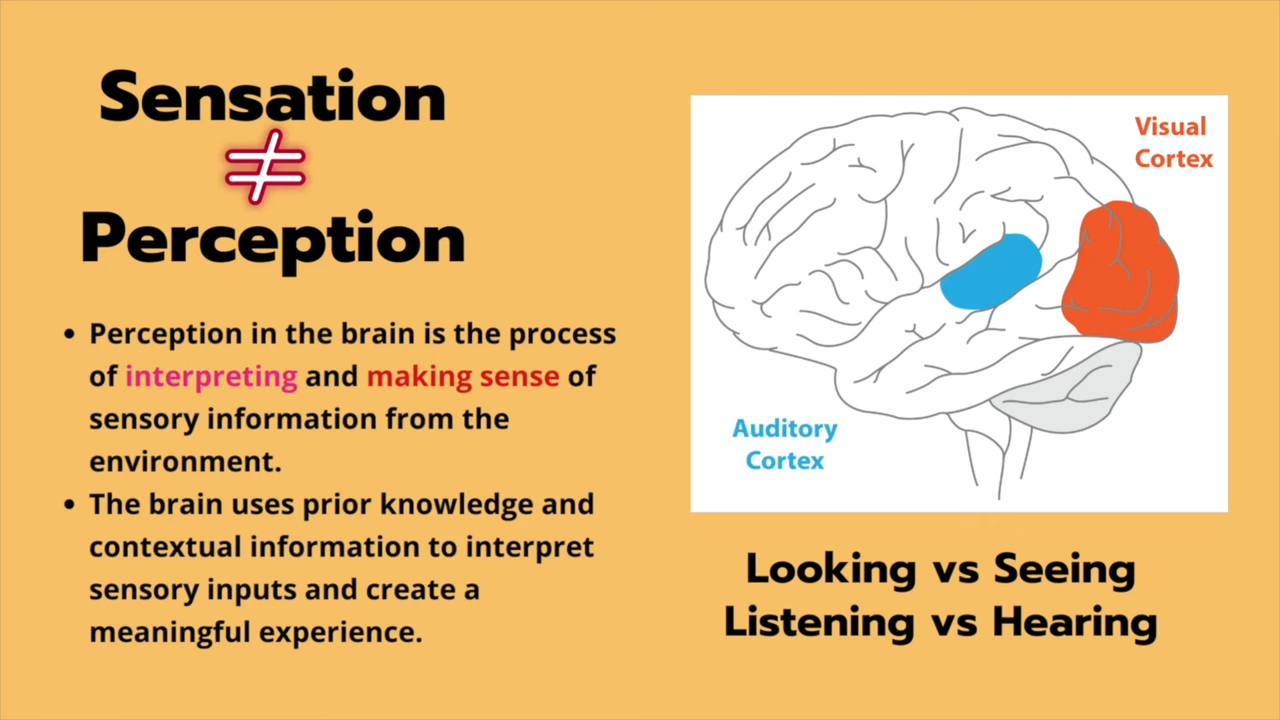 Sensation
≠
Perception
• Perception in the brain is the process
of interpreting and making sense of
sensory information from the
environment.
• The brain uses prior knowledge and
contextual information to interpret
sensory inputs and create a
meaningful experience.
Visual
Cortex
Auditory
Cortex
Looking vs Seeing
Listening vs Hearing